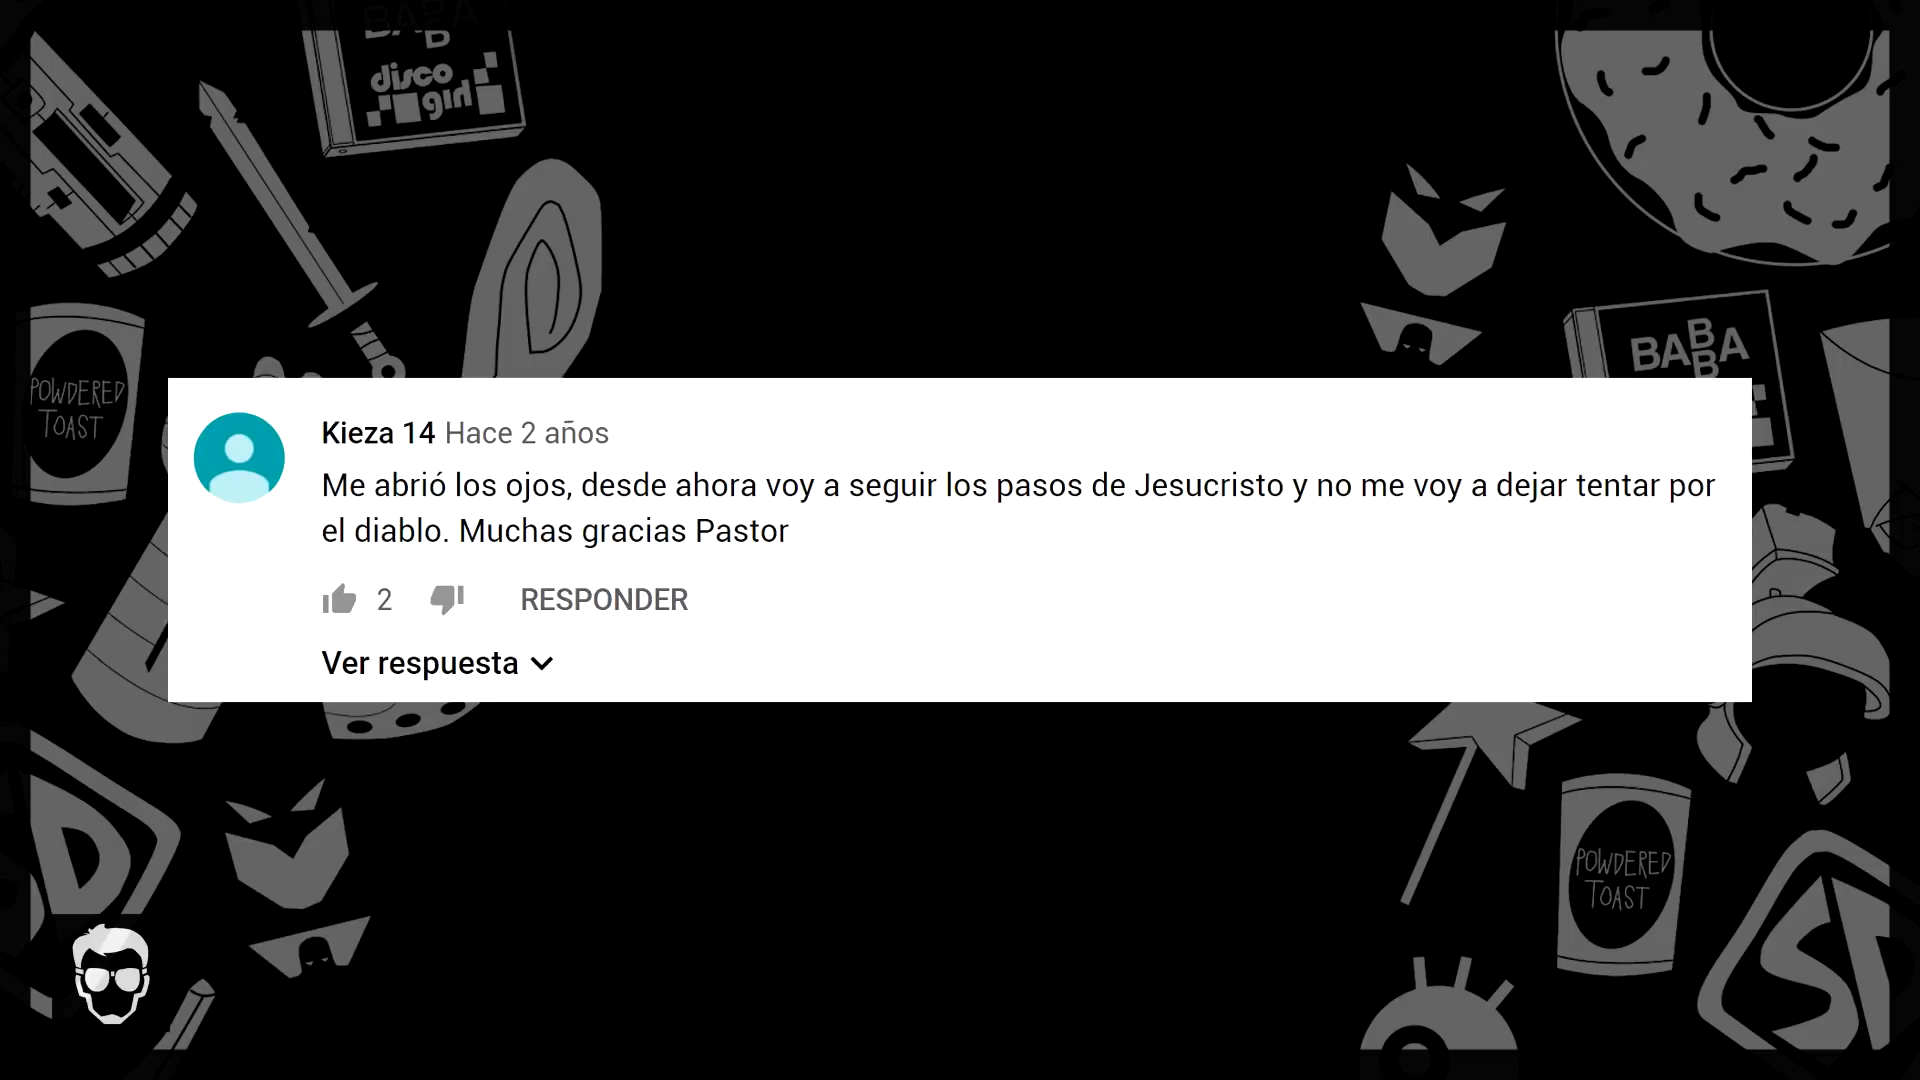 BABBA
disco
girl
BABBA
POWDERED
TOAST
Kieza 14 Hace 2 años
Me abrió los ojos, desde ahora voy a seguir los pasos de Jesucristo y no me voy a dejar tentar por
el diablo. Muchas gracias Pastor
2 RESPONDER
Ver respuesta
D
POWDERED
TOAST
S